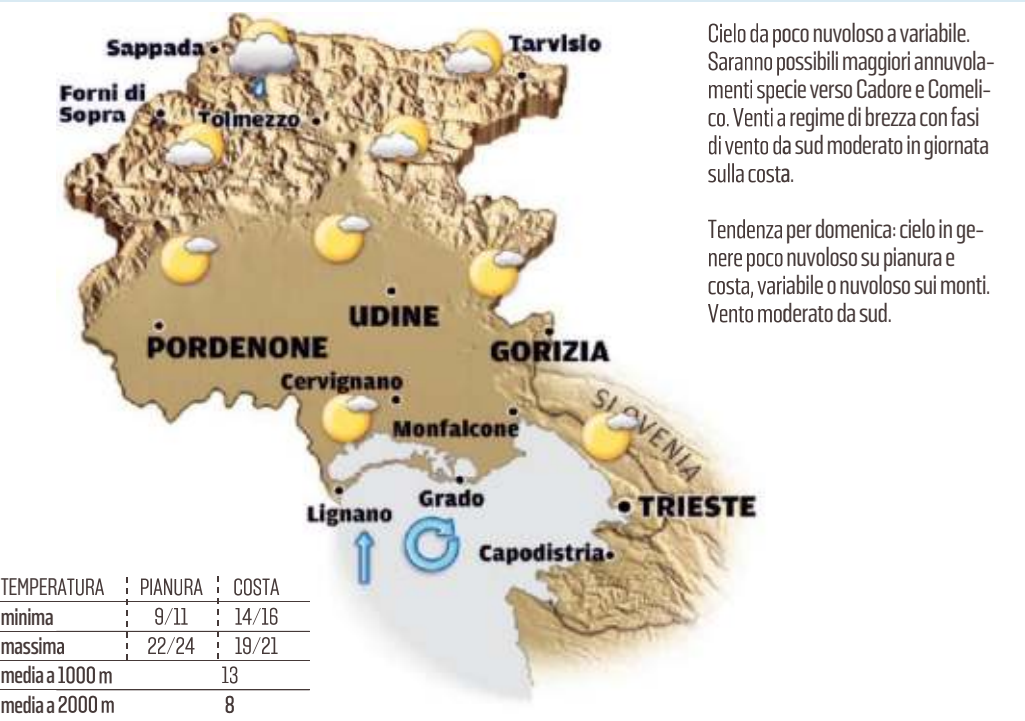 Sappada
Tarvisio
Forni di
Sopra
Tolmezzo
UDINE
PORDENONE
GORIZIA
Cervignano
SLOVENIA
Monfalcone
Grado
Lignano
TRIESTE
Capodistria
Cielo da poco nuvoloso a variabile.
Saranno possibili maggiori annuvola-
menti specie verso Cadore e Comeli-
co. Venti a regime di brezza con fasi
di vento da sud moderato in giornata
sulla costa.
Tendenza per domenica: cielo in ge-
nere poco nuvoloso su pianura e
costa, variabile o nuvoloso sui monti.
Vento moderato da sud.
TEMPERATURA PIANURA COSTA
minima 9/11 14/16
massima 22/24 19/21
media a 1000 m 13
media a 2000 m 8